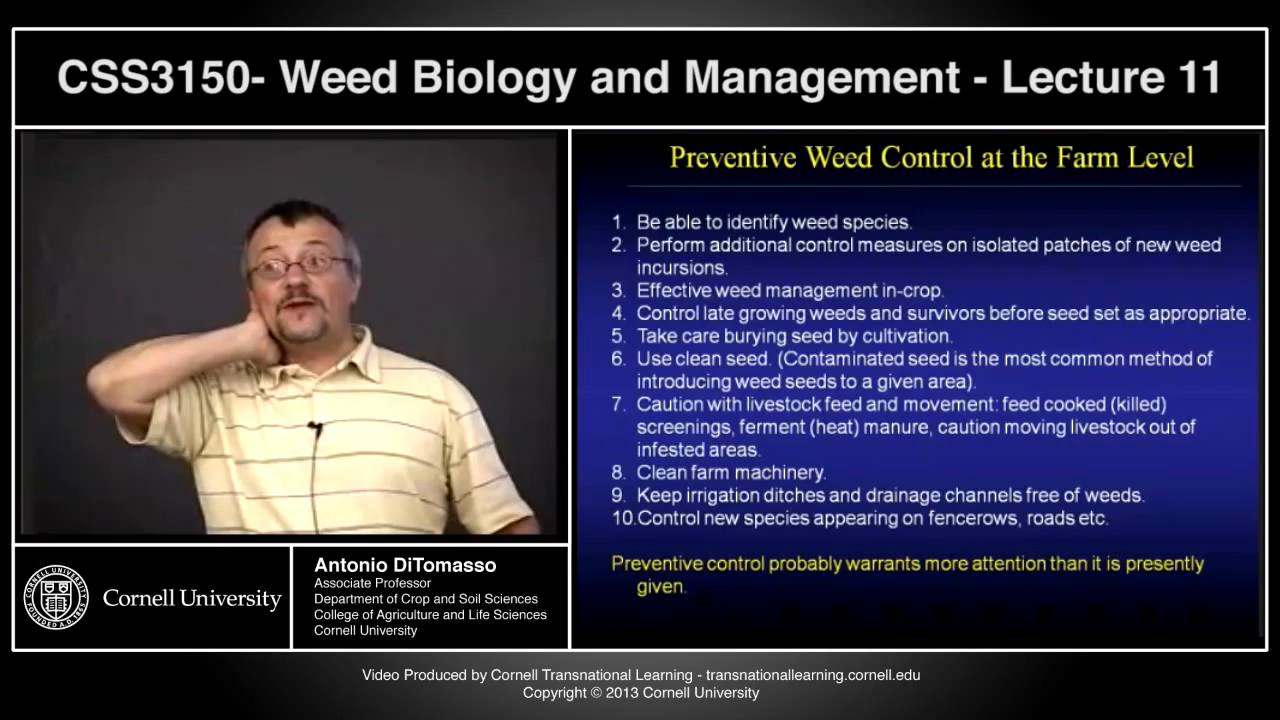 CSS3150- Weed Biology and Management - Lecture 11
Preventive Weed Control at the Farm Level
1. Be able to identify weed species.
2. Perform additional control measures on isolated patches of new weed
incursions.
3. Effective weed management in-crop.
4. Control late growing weeds and survivors before seed set as appropriate.
5. Take care burying seed by cultivation.
6. Use clean seed. (Contaminated seed is the most common method of
introducing weed seeds to a given area).
7. Caution with livestock feed and movement: feed cooked (killed)
screenings, ferment (heat) manure, caution moving livestock out of
infested areas.
8. Clean farm machinery.
9. Keep irrigation ditches and drainage channels free of weeds.
10.Control new species appearing on fencerows, roads etc.
Preventive control probably warrants more attention than it is presently
given.
Cornell University
Antonio DiTomasso
Associate Professor
Department of Crop and Soil Sciences
College of Agriculture and Life Sciences
Cornell University
Video Produced by Cornell Transnational Learning - transnationallearning.cornell.edu
Copyright © 2013 Cornell University